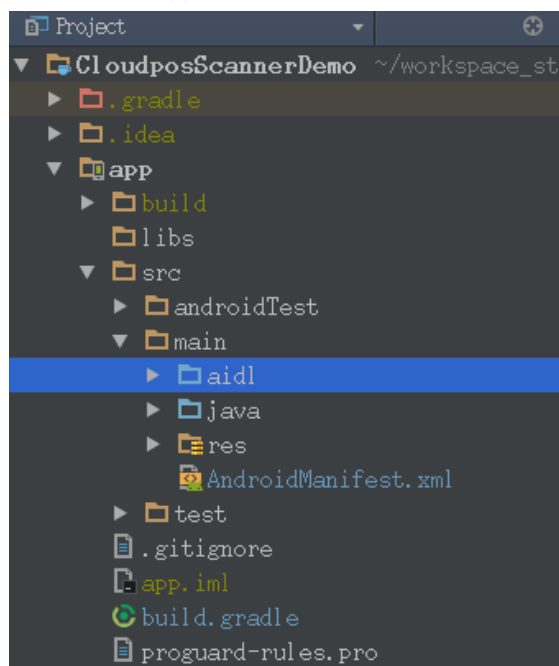 Project
CloudposScannerDemo ~/workspace_st
.gradle
.idea
app
build
libs
src
androidTest
main
aidl
java
res
AndroidManifest.xml
test
.gitignore
app.iml
build.gradle
proguard-rules.pro